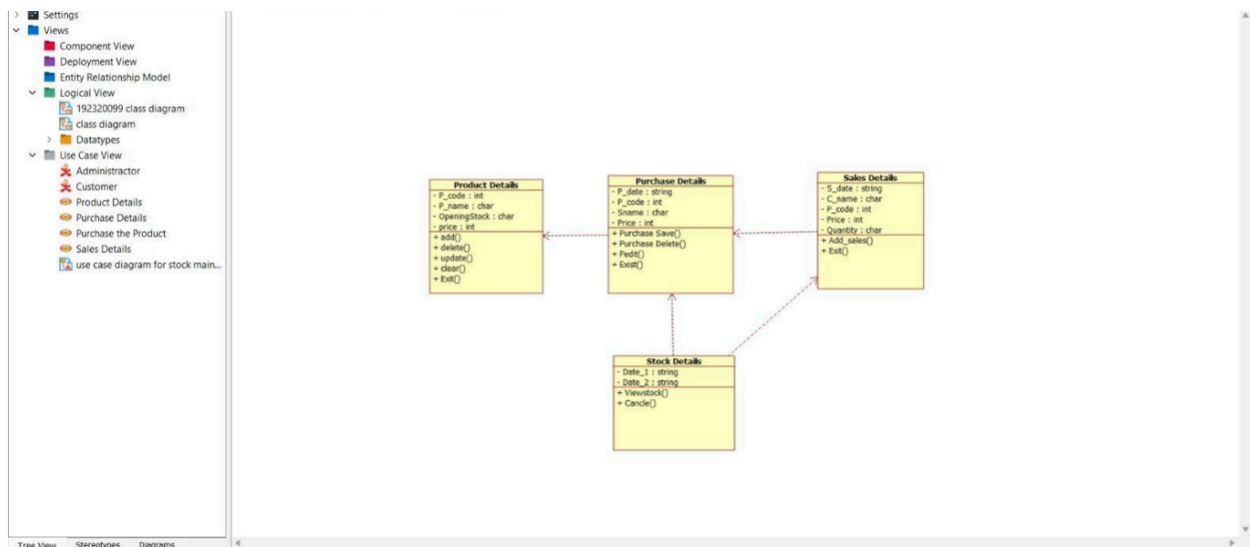 Settings
Views
Component View
Deployment View
Entity Relationship Model
Logical View
192320099 class diagram
class diagram
Datatypes
Use Case View
Administractor
Customer
Product Details
Purchase Details
Purchase the Product
Sales Details
use case diagram for stock main...
Tree View Stereotypes Diagrams
Product Details
- P_code : int
- P_name : char
- OpeningStock : char
- price : int
+ add()
+ delete()
+ update()
+ clear()
+ Exit()
Purchase Details
- P_date : string
- P_code : int
- Sname : char
- Price : int
+ Purchase Save()
+ Purchase Delete()
+ Pedit()
+ Exist()
Sales Details
- S_date : string
- C_name : char
- P_code : int
- Price : int
- Quantity : char
+ Add_sales()
+ Exit()
Stock Details
- Date_1 : string
- Date_2 : string
+ Viewstock()
+ Cancle()